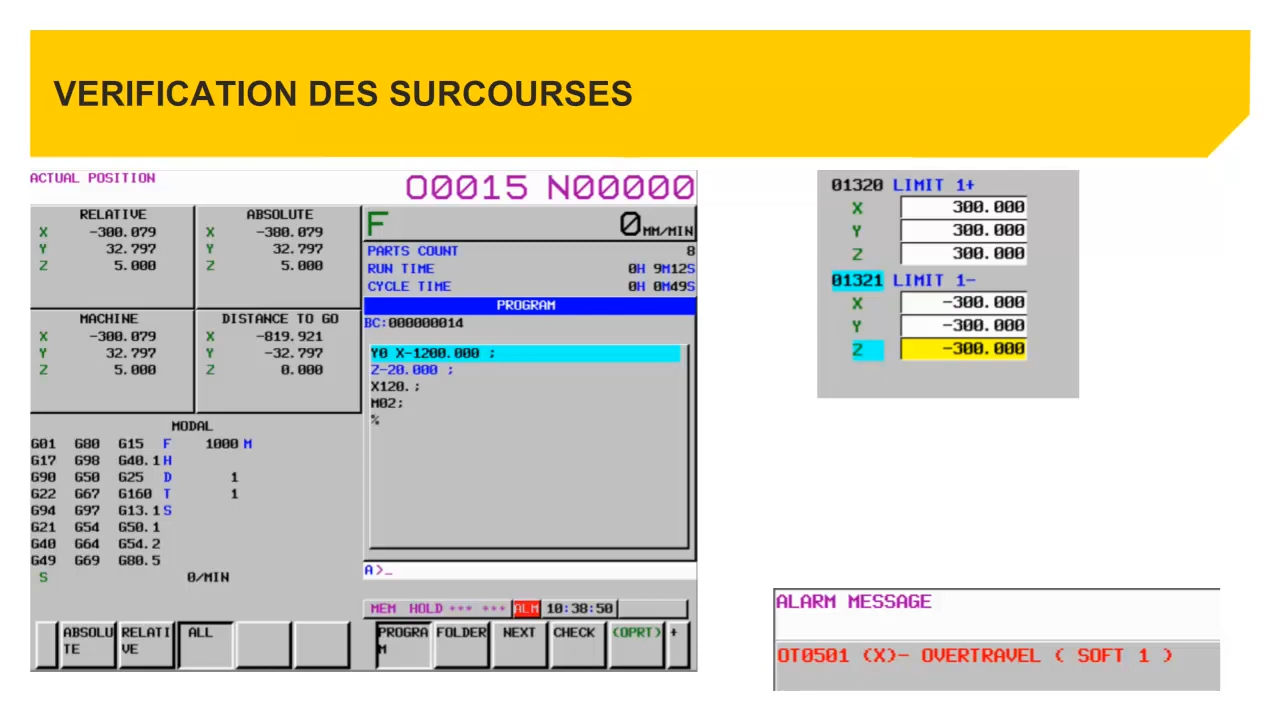 VERIFICATION DES SURCOURSES
ACTUAL POSITION
O0015 N00000
RELATIVE
X -300.079
Y 32.797
Z 5.000
ABSOLUTE
X -300.079
Y 32.797
Z 5.000
MACHINE
X -300.079
Y 32.797
Z 5.000
DISTANCE TO GO
X -819.921
Y -32.797
Z 0.000
MODAL
G01 G80 G15 F 1000 M
G17 G98 G40.1 H
G90 G50 G25 D 1
G22 G67 G160 T 1
G94 G97 G13.1 S
G21 G54 G50.1
G40 G64 G54.2
G49 G69 G80.5
S 0/MIN
F 0 MM/MIN
PARTS COUNT 8
RUN TIME 0H 9M12S
CYCLE TIME 0H 0M49S
PROGRAM
BC:000000014
Y0 X-1200.000 ;
Z-20.000 ;
X120. ;
M02;
%
A>_
MEM HOLD *** *** ALM 10:38:50
ABSOLUTE RELATIVE ALL
PROGRAM FOLDER NEXT CHECK (OPRT) +
01320 LIMIT 1+
X 300.000
Y 300.000
Z 300.000
01321 LIMIT 1-
X -300.000
Y -300.000
Z -300.000
ALARM MESSAGE
OT0501 (X)- OVERTRAVEL ( SOFT 1 )